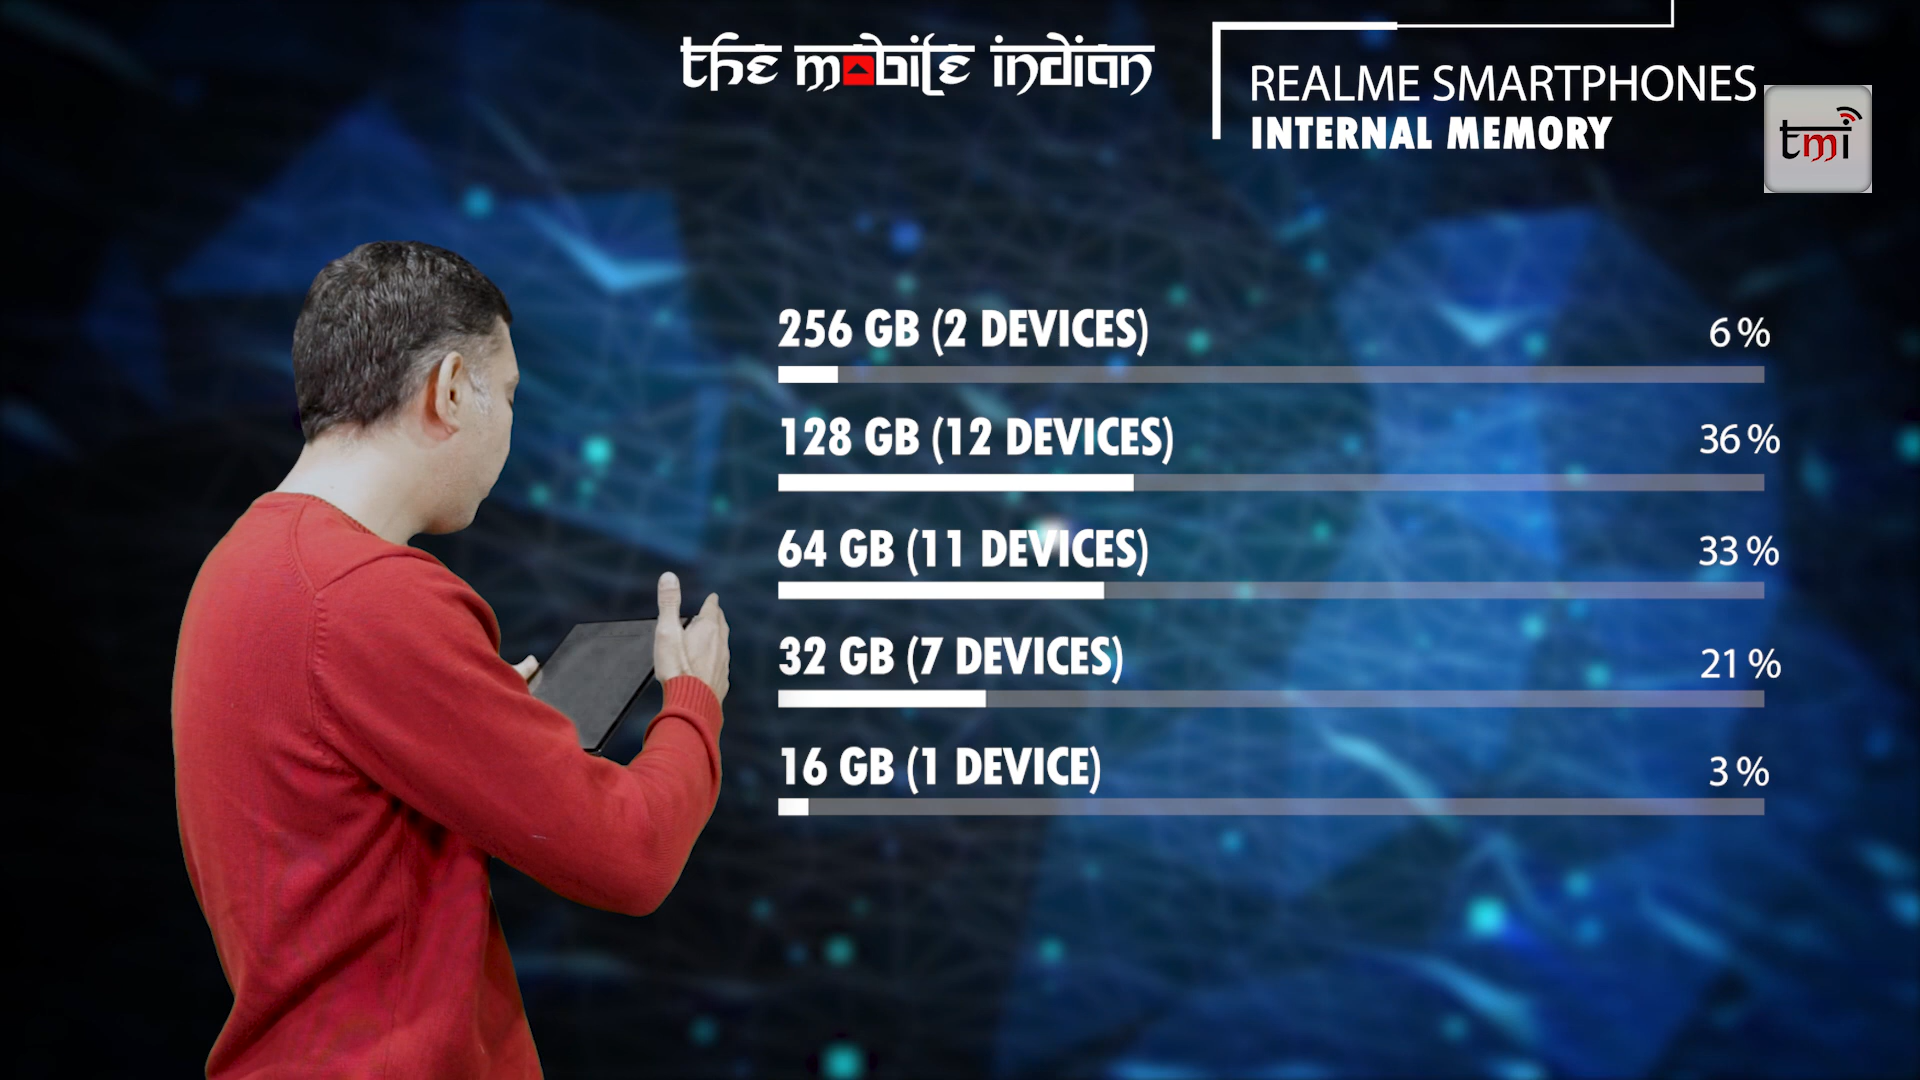 the mobile indian
REALME SMARTPHONES
INTERNAL MEMORY
tmi
256 GB (2 DEVICES) 6 %
128 GB (12 DEVICES) 36 %
64 GB (11 DEVICES) 33 %
32 GB (7 DEVICES) 21 %
16 GB (1 DEVICE) 3 %